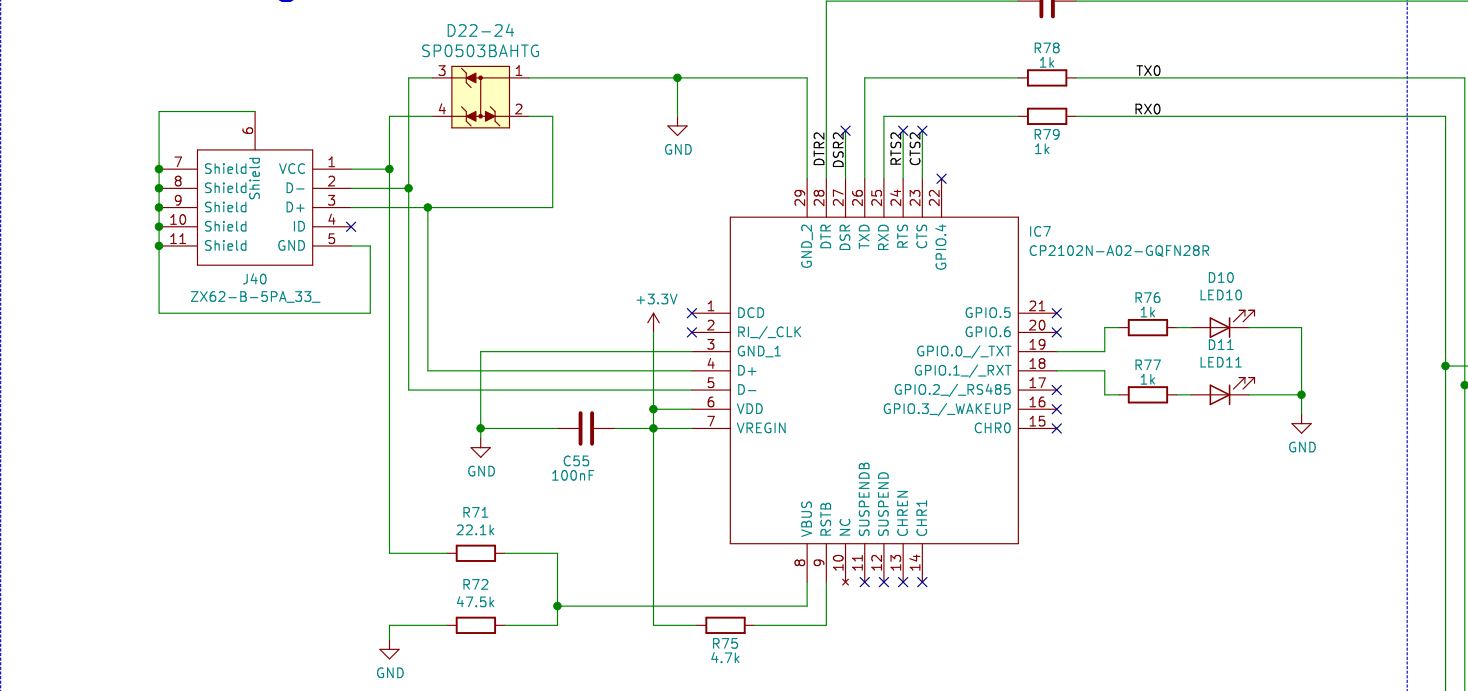 D22-24
SP0503BAHTG
3
1
4
2
R78
1k
TX0
RX0
R79
1k
GND
6
Shield
7
Shield
VCC
1
8
Shield
D-
2
9
Shield
D+
3
10
Shield
ID
4
11
Shield
GND
5
J40
ZX62-B-5PA_33_
DTR2
DSR2
RTS2
CTS2
29
28
27
26
25
24
23
22
GND_2
DTR
DSR
TXD
RXD
RTS
CTS
GPIO.4
IC7
CP2102N-A02-GQFN28R
+3.3V
1
DCD
2
RI_/_CLK
3
GND_1
4
D+
5
D-
6
VDD
7
VREGIN
GPIO.5
21
GPIO.6
20
GPIO.0_/_TXT
19
GPIO.1_/_RXT
18
GPIO.2_/_RS485
17
GPIO.3_/_WAKEUP
16
CHR0
15
R76
1k
D10
LED10
D11
LED11
R77
1k
GND
GND
C55
100nF
VBUS
RSTB
NC
SUSPENDB
SUSPEND
CHREN
CHR1
8
9
10
11
12
13
14
R71
22.1k
R72
47.5k
GND
R75
4.7k